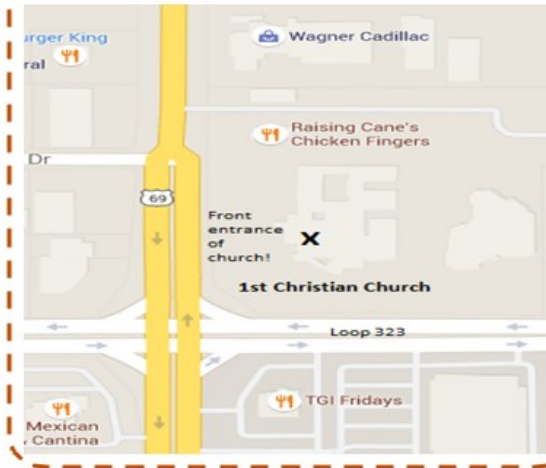 urger King
Wagner Cadillac
ral
Raising Cane's
Chicken Fingers
Dr
69
Front
entrance
of
church!
X
1st Christian Church
Loop 323
TGI Fridays
Mexican
Cantina